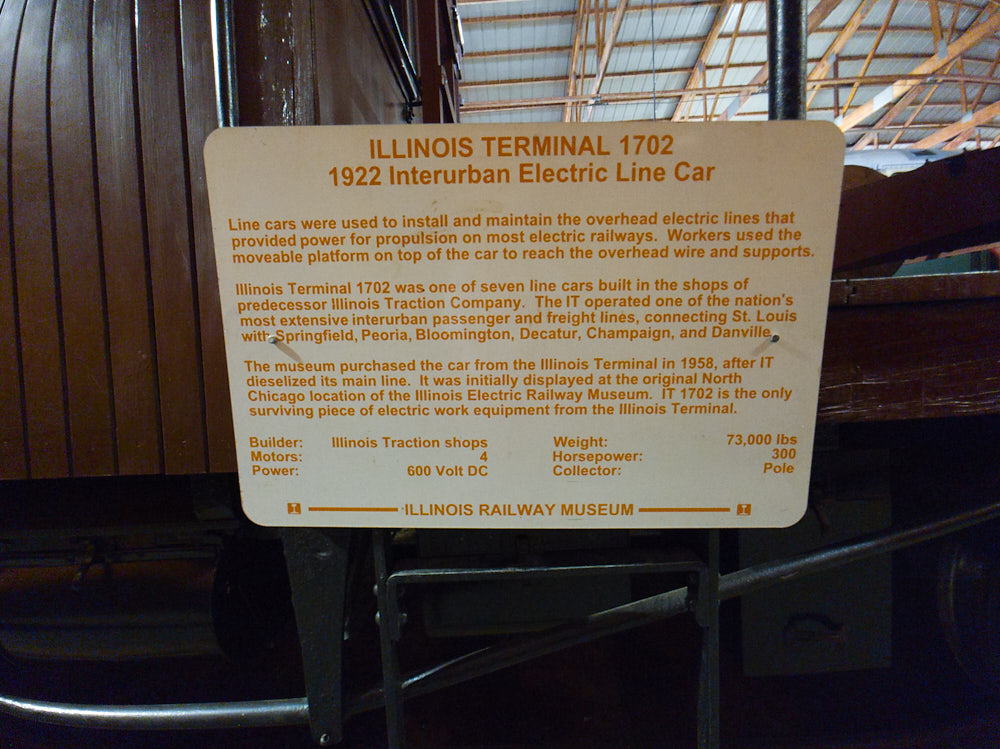 ILLINOIS TERMINAL 1702
1922 Interurban Electric Line Car
Line cars were used to install and maintain the overhead electric lines that
provided power for propulsion on most electric railways. Workers used the
moveable platform on top of the car to reach the overhead wire and supports.
Illinois Terminal 1702 was one of seven line cars built in the shops of
predecessor Illinois Traction Company. The IT operated one of the nation's
most extensive interurban passenger and freight lines, connecting St. Louis
with Springfield, Peoria, Bloomington, Decatur, Champaign, and Danville.
The museum purchased the car from the Illinois Terminal in 1958, after IT
dieselized its main line. It was initially displayed at the original North
Chicago location of the Illinois Electric Railway Museum. IT 1702 is the only
surviving piece of electric work equipment from the Illinois Terminal.
Builder: Illinois Traction shops Weight: 73,000 lbs
Motors: 4 Horsepower: 300
Power: 600 Volt DC Collector: Pole
I ILLINOIS RAILWAY MUSEUM I